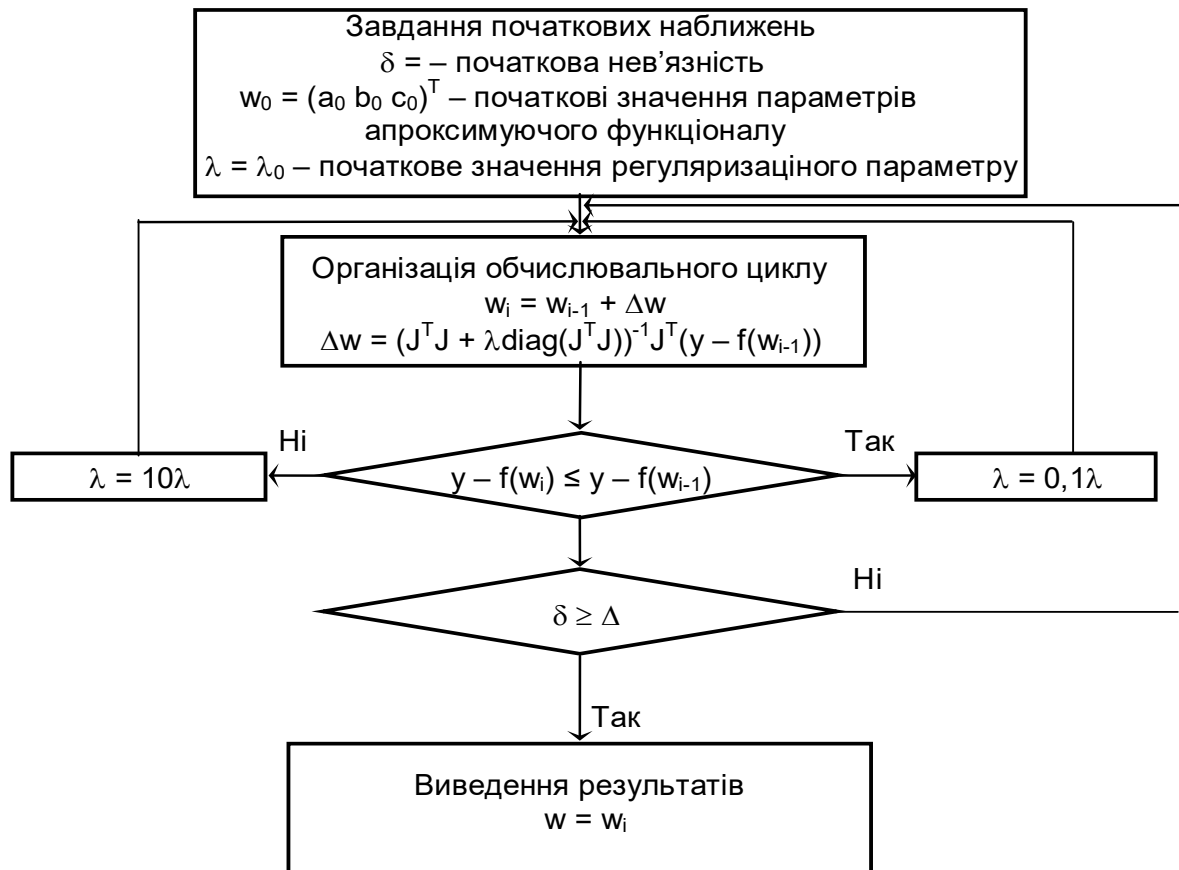 Завдання початкових наближень
δ = – початкова нев’язність
w₀ = (a₀ b₀ c₀)ᵀ – початкові значення параметрів
апроксимуючого функціоналу
λ = λ₀ – початкове значення регуляризаціного параметру
Організація обчислювального циклу
wᵢ = wᵢ₋₁ + Δw
Δw = (JᵀJ + λdiag(JᵀJ))⁻¹Jᵀ(y – f(wᵢ₋₁))
Ні
Так
λ = 10λ
y – f(wᵢ) ≤ y – f(wᵢ₋₁)
λ = 0,1λ
Ні
δ ≥ Δ
Так
Виведення результатів
w = wᵢ